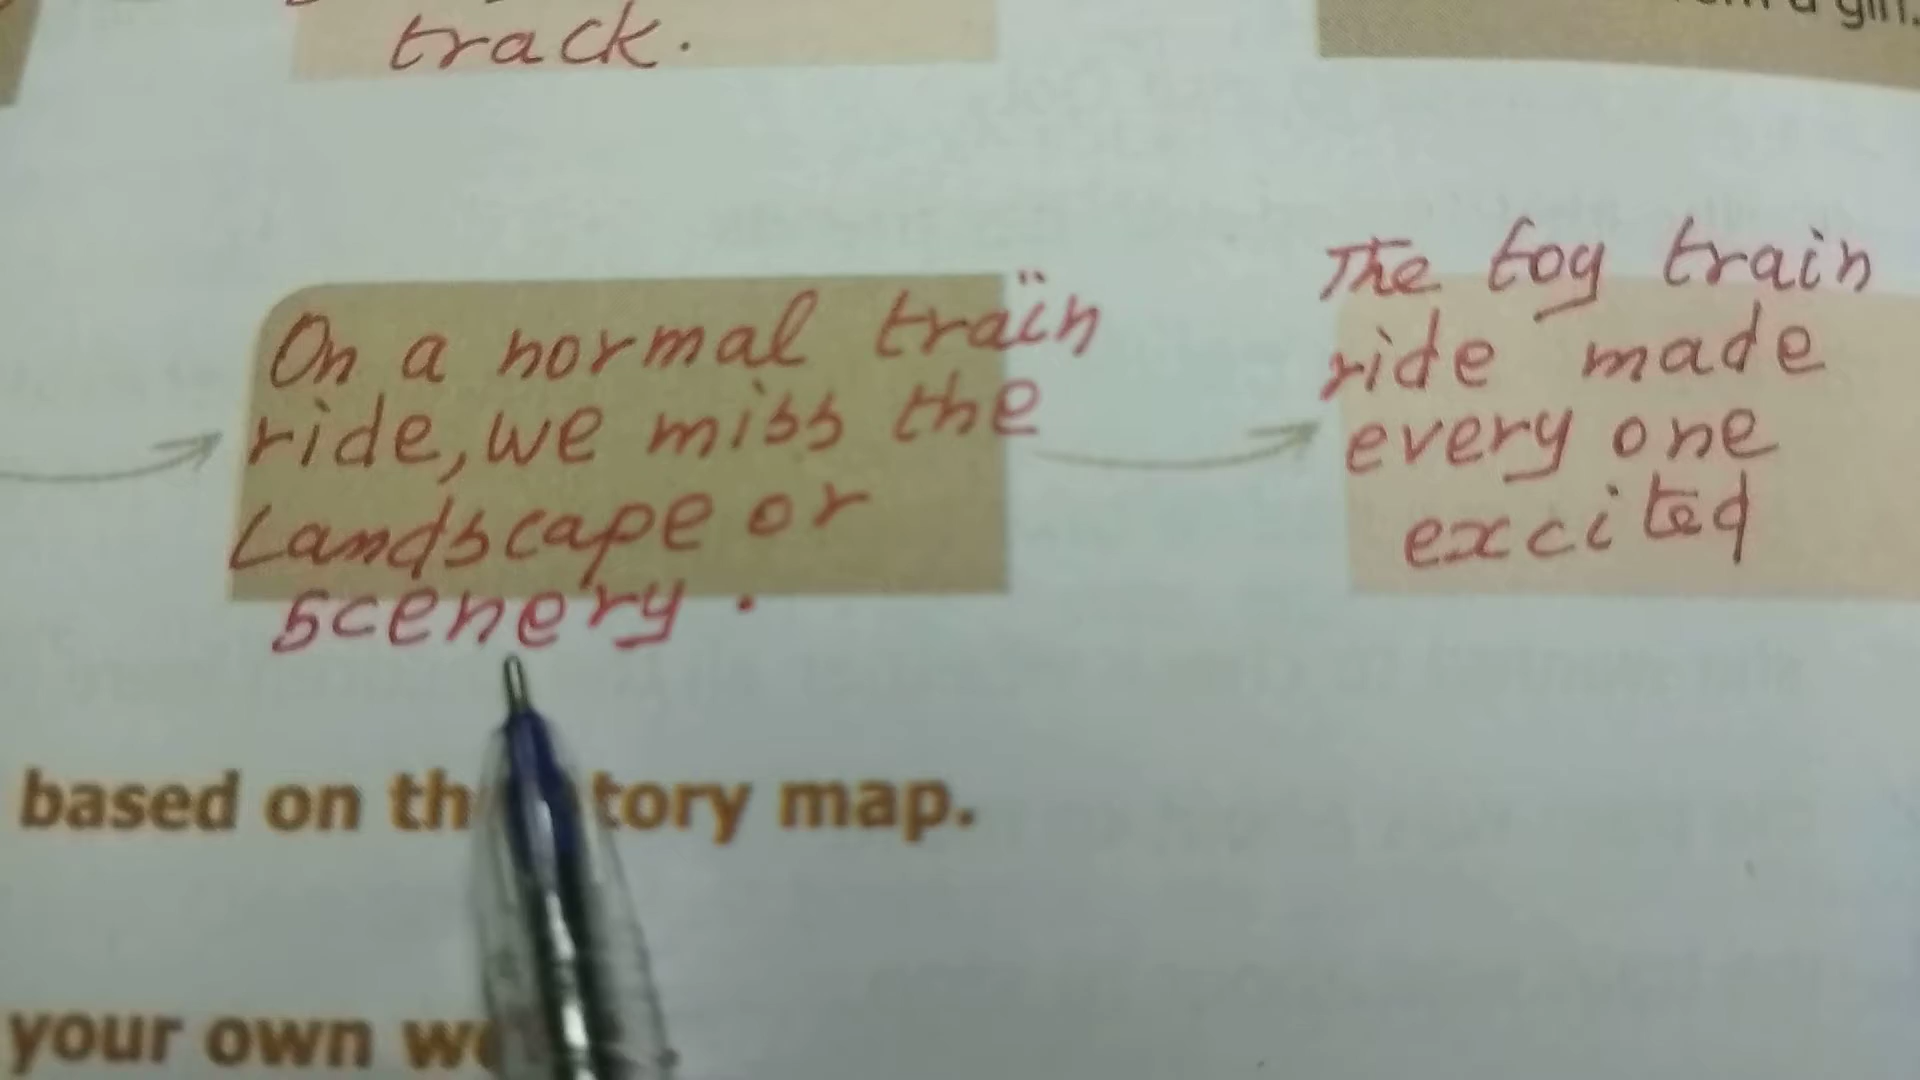 track.
a girl.
On a normal train
ride, we miss the
Landscape or
scenery.
The toy train
ride made
every one
excited
based on th tory map.
your own